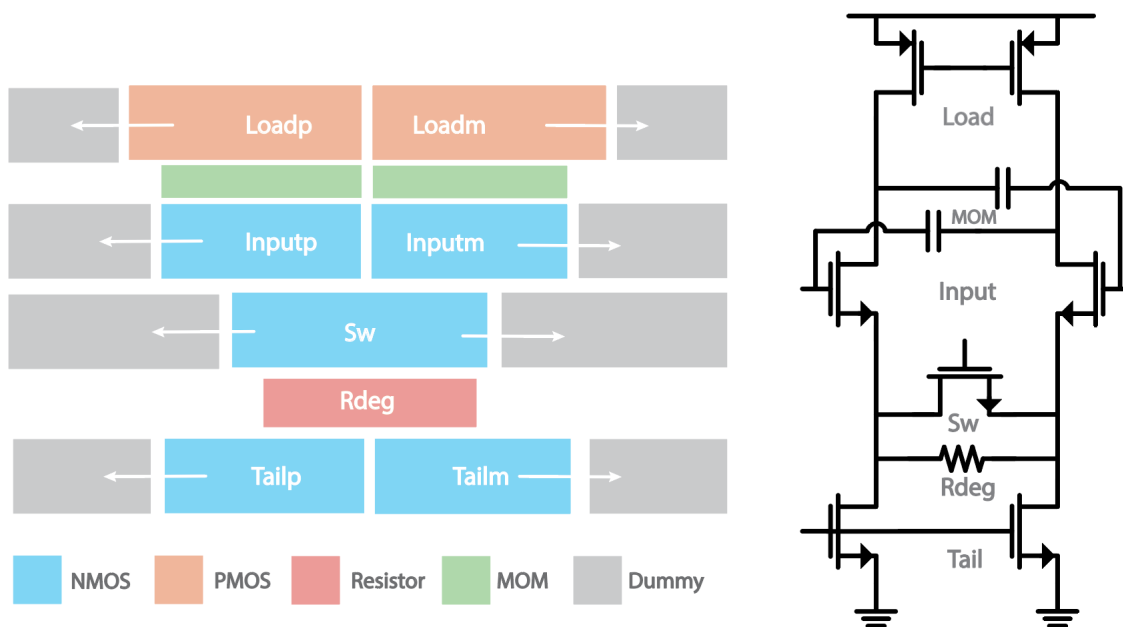 Loadp Loadm
Inputp Inputm
Sw
Rdeg
Tailp Tailm
NMOS PMOS Resistor MOM Dummy
Load
MOM
Input
Sw
Rdeg
Tail